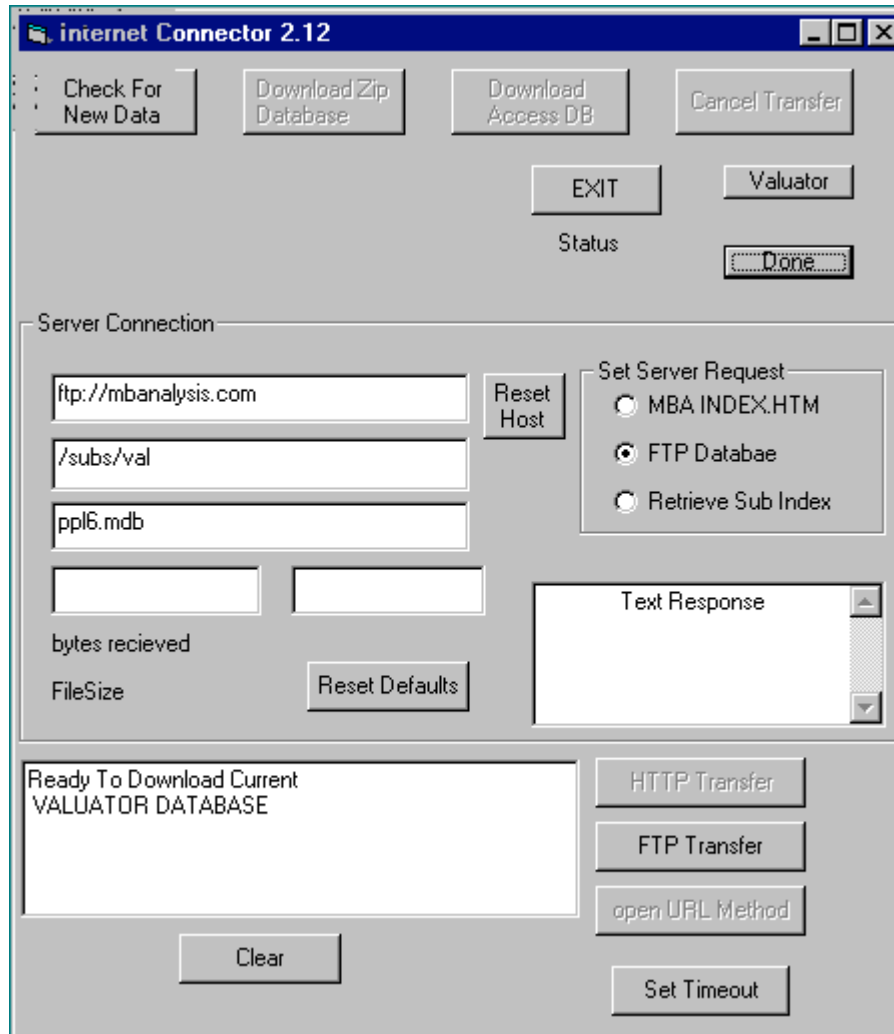 internet Connector 2.12
Check For
New Data
Download Zip
Database
Download
Access DB
Cancel Transfer
EXIT
Valuator
Status
Done
Server Connection
ftp://mbanalysis.com
Reset
Host
/subs/val
ppl6.mdb
Set Server Request
MBA INDEX.HTM
FTP Databae
Retrieve Sub Index
Text Response
bytes recieved
FileSize
Reset Defaults
Ready To Download Current
VALUATOR DATABASE
HTTP Transfer
FTP Transfer
open URL Method
Clear
Set Timeout